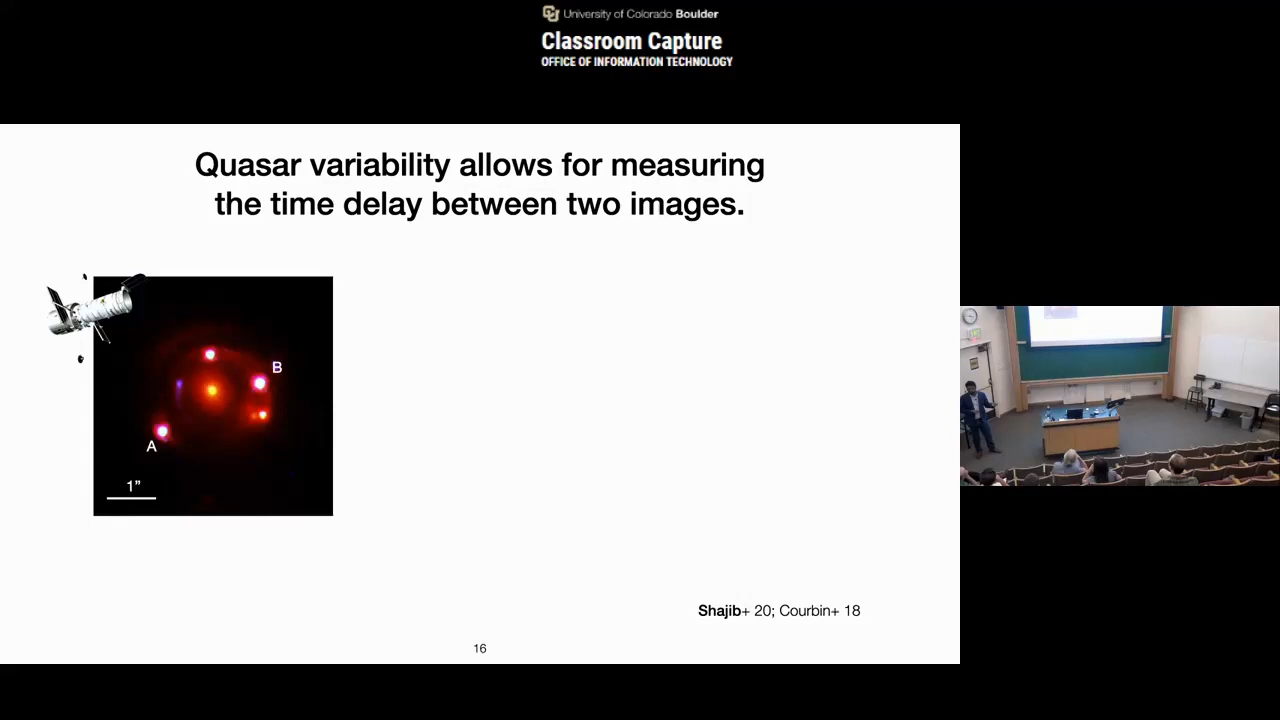 University of Colorado Boulder
Classroom Capture
OFFICE OF INFORMATION TECHNOLOGY
Quasar variability allows for measuring
the time delay between two images.
B
A
1”
Shajib+ 20; Courbin+ 18
16